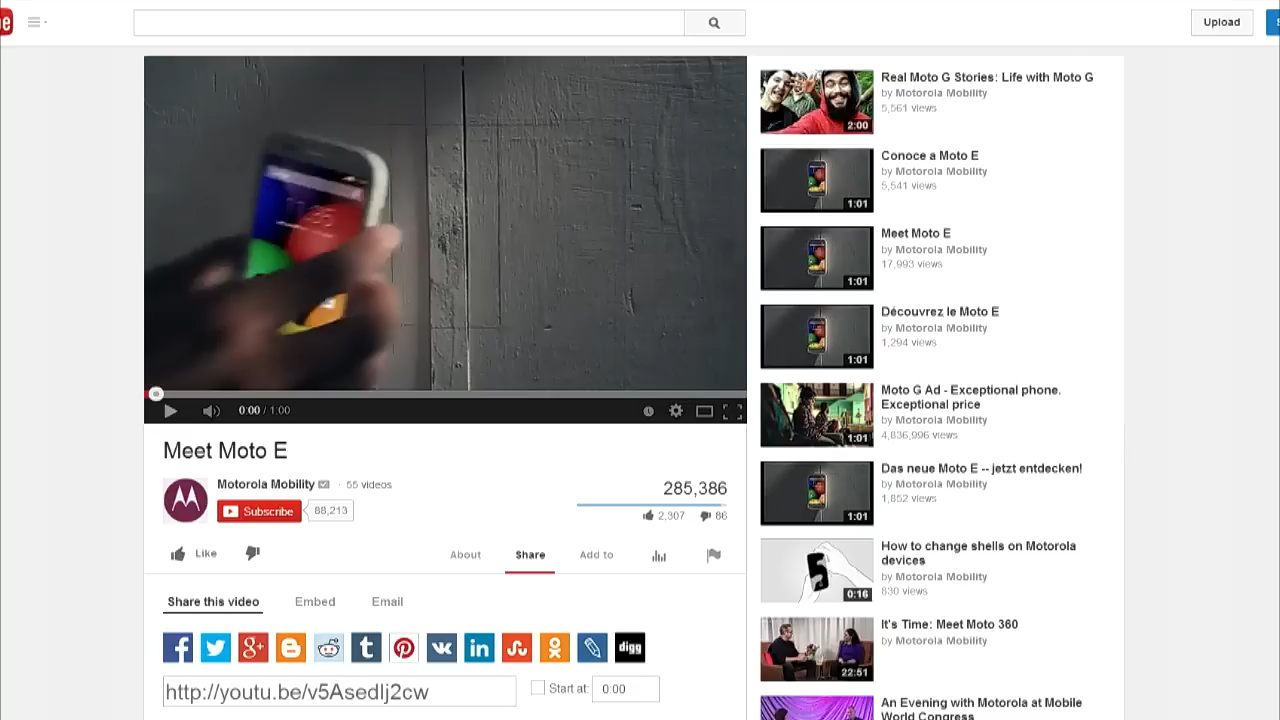 Upload
0:00 / 1:00
Meet Moto E
Motorola Mobility · 55 videos
Subscribe 88,213
285,386
2,307 86
Like
About Share Add to
Share this video Embed Email
digg
http://youtu.be/v5AsedIj2cw
Start at: 0:00
Real Moto G Stories: Life with Moto G
by Motorola Mobility
5,561 views
2:00
Conoce a Moto E
by Motorola Mobility
5,541 views
1:01
Meet Moto E
by Motorola Mobility
17,993 views
1:01
Découvrez le Moto E
by Motorola Mobility
1,294 views
1:01
Moto G Ad - Exceptional phone.
Exceptional price
by Motorola Mobility
4,836,996 views
1:01
Das neue Moto E -- jetzt entdecken!
by Motorola Mobility
1,852 views
1:01
How to change shells on Motorola
devices
by Motorola Mobility
830 views
0:16
It's Time: Meet Moto 360
by Motorola Mobility
22:51
An Evening with Motorola at Mobile
World Congress